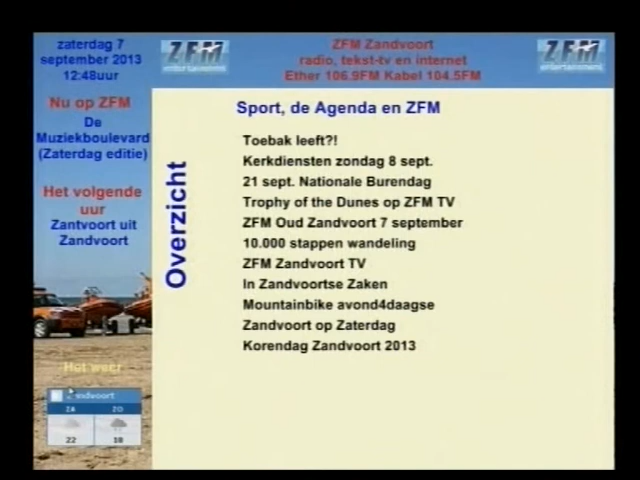 zaterdag 7
september 2013
12:48uur
ZFM
entertainment
ZFM Zandvoort
radio, tekst-tv en internet
Ether 106.9FM Kabel 104.5FM
ZFM
entertainment
Nu op ZFM
De
Muziekboulevard
(Zaterdag editie)
Het volgende
uur
Zantvoort uit
Zandvoort
Het weer
Zandvoort
ZA ZO
22 18
Overzicht
Sport, de Agenda en ZFM
Toebak leeft?!
Kerkdiensten zondag 8 sept.
21 sept. Nationale Burendag
Trophy of the Dunes op ZFM TV
ZFM Oud Zandvoort 7 september
10.000 stappen wandeling
ZFM Zandvoort TV
In Zandvoortse Zaken
Mountainbike avond4daagse
Zandvoort op Zaterdag
Korendag Zandvoort 2013